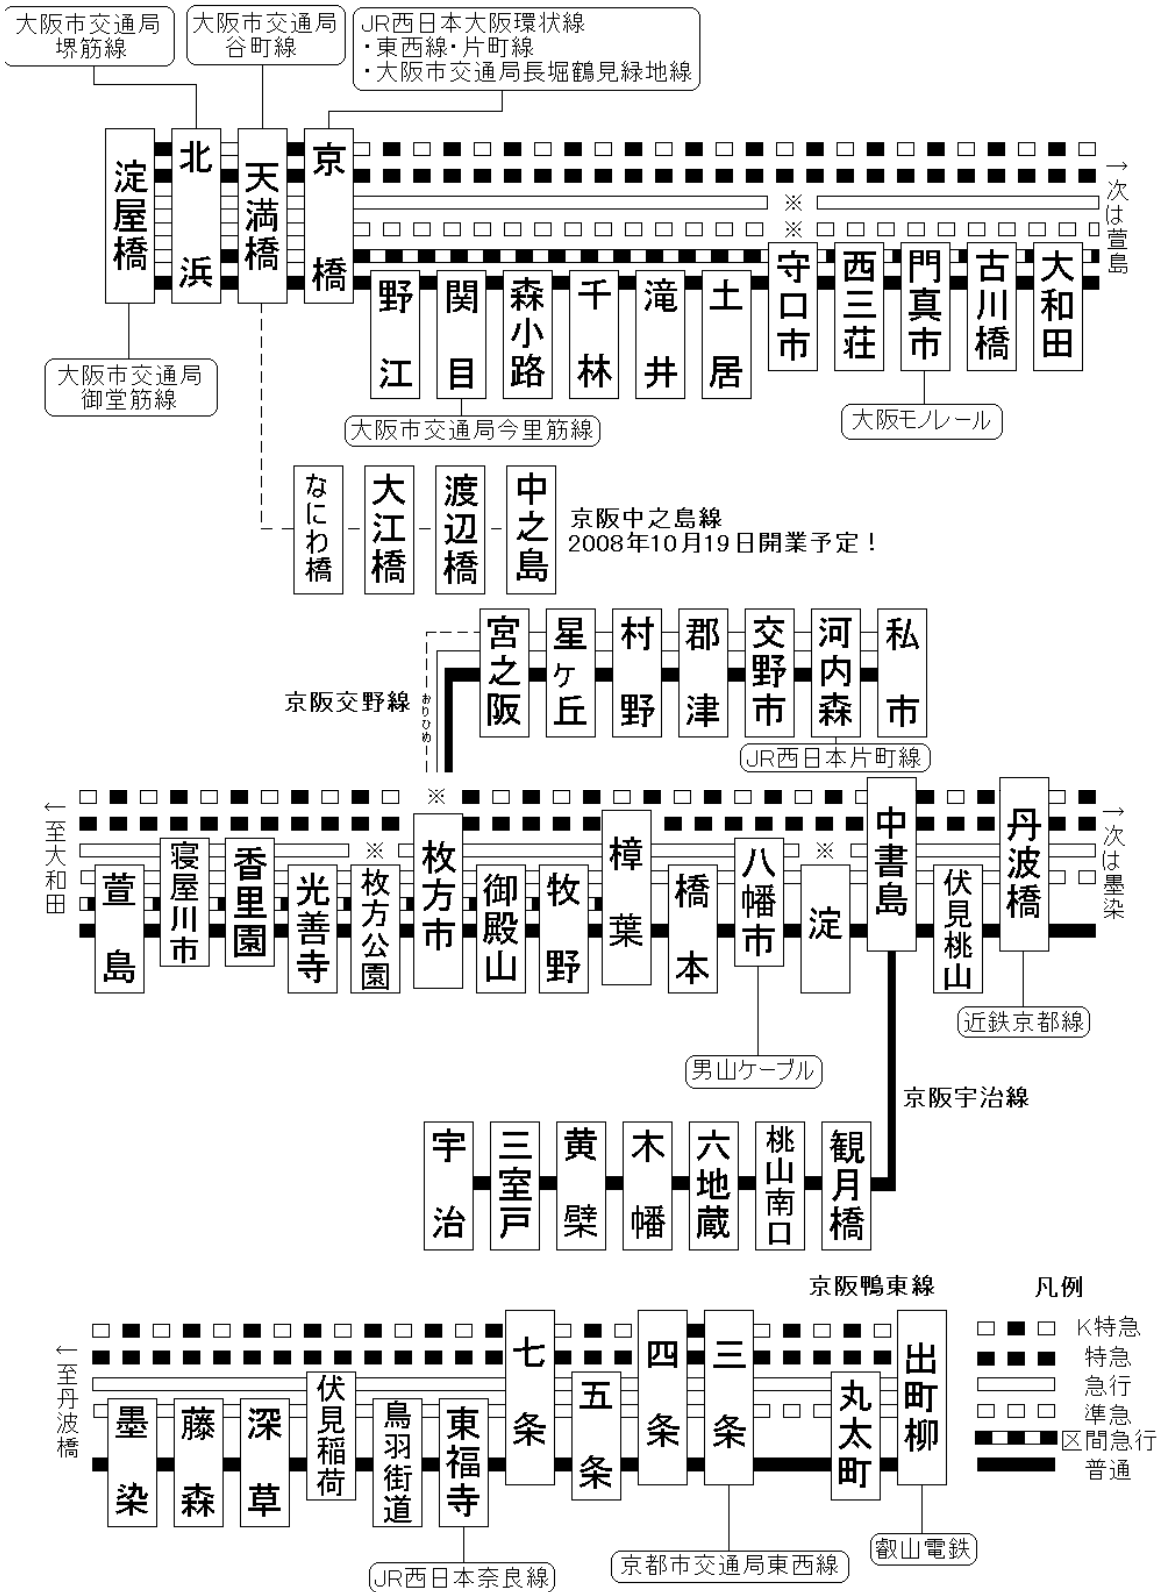 大阪市交通局
堺筋線
大阪市交通局
谷町線
JR西日本大阪環状線
・東西線・片町線
・大阪市交通局長堀鶴見緑地線
淀屋橋
北浜
天満橋
京橋
※
※
→次は萱島
野江
関目
森小路
千林
滝井
土居
守口市
西三荘
門真市
古川橋
大和田
大阪市交通局
御堂筋線
大阪市交通局今里筋線
大阪モノレール
なにわ橋
大江橋
渡辺橋
中之島
京阪中之島線
2008年10月19日開業予定！
宮之阪
星ヶ丘
村野
郡津
交野市
河内森
私市
京阪交野線
おりひめ
JR西日本片町線
←至大和田
※
※
※
萱島
寝屋川市
香里園
光善寺
枚方公園
枚方市
御殿山
牧野
樟葉
橋本
八幡市
淀
中書島
伏見桃山
丹波橋
→次は墨染
近鉄京都線
男山ケーブル
京阪宇治線
宇治
三室戸
黄檗
木幡
六地蔵
桃山南口
観月橋
京阪鴨東線
凡例
←至丹波橋
墨染
藤森
深草
伏見稲荷
鳥羽街道
東福寺
七条
五条
四条
三条
丸太町
出町柳
K特急
特急
急行
準急
区間急行
普通
JR西日本奈良線
京都市交通局東西線
叡山電鉄